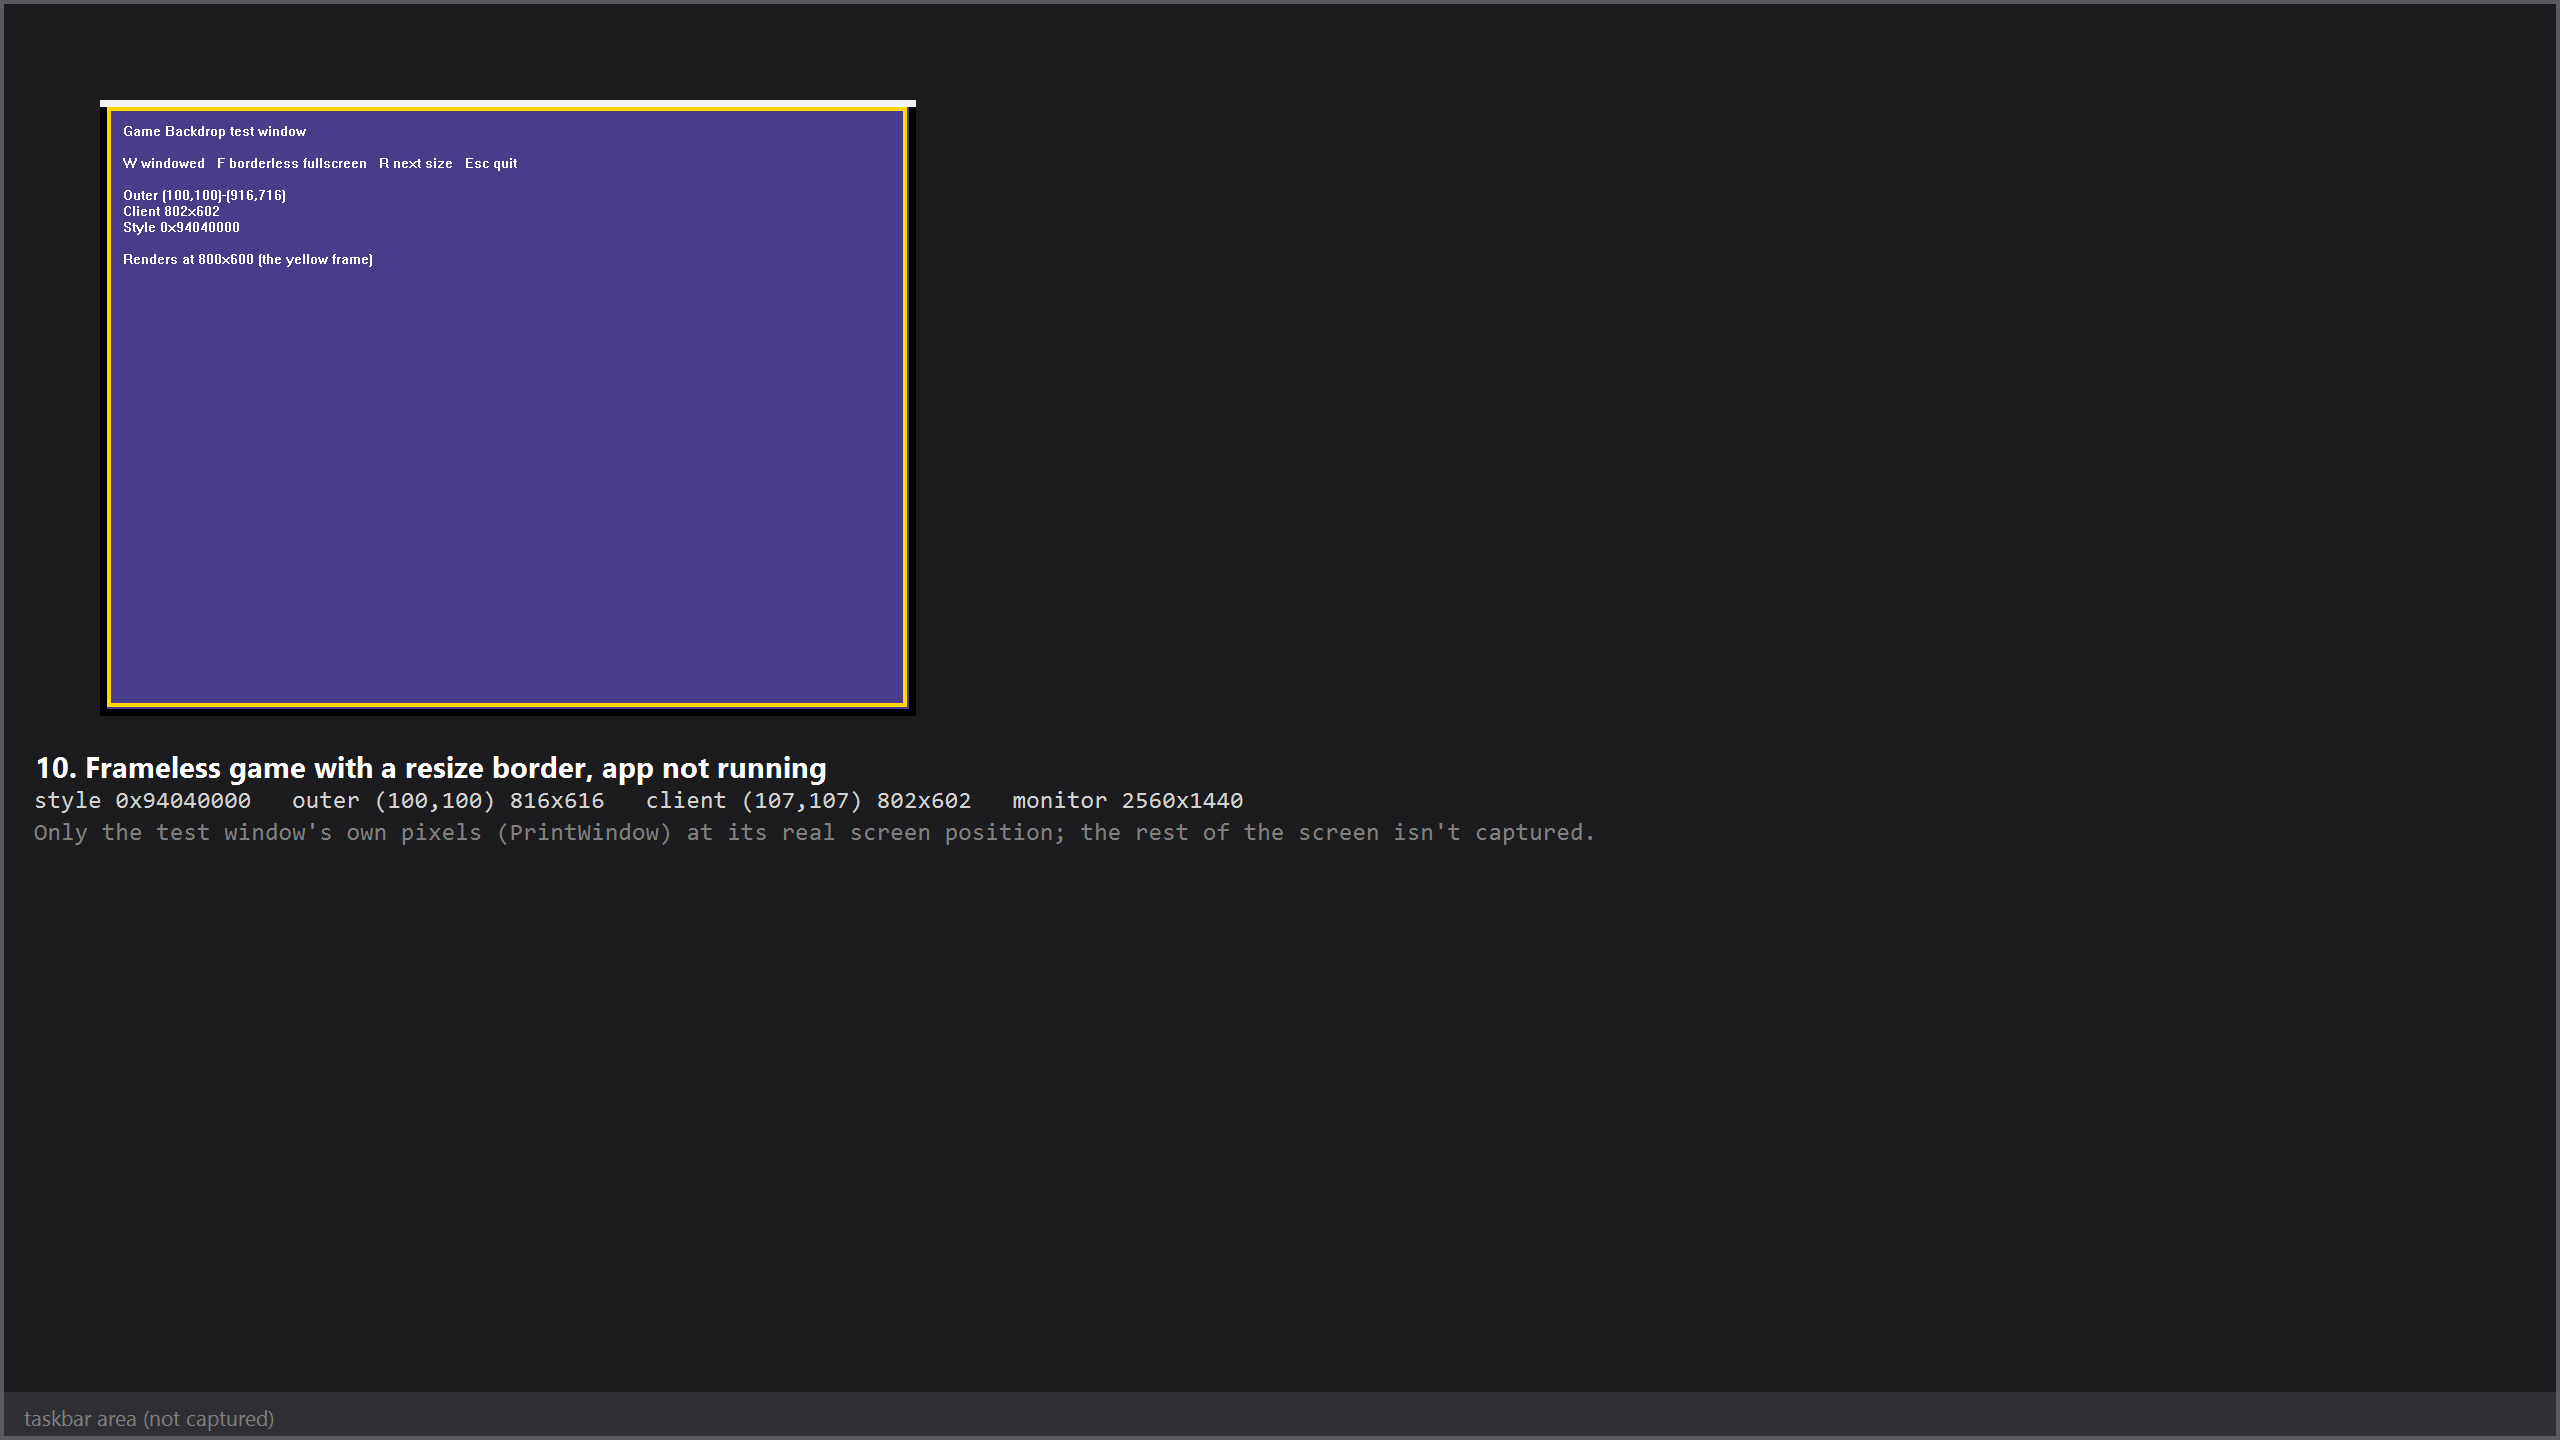 Game Backdrop test window
W windowed   F borderless fullscreen   R next size   Esc quit
Outer (100,100)-(916,716)
Client 802x602
Style 0x94040000
Renders at 800x600 (the yellow frame)
10. Frameless game with a resize border, app not running
style 0x94040000   outer (100,100) 816x616   client (107,107) 802x602   monitor 2560x1440
Only the test window's own pixels (PrintWindow) at its real screen position; the rest of the screen isn't captured.
taskbar area (not captured)